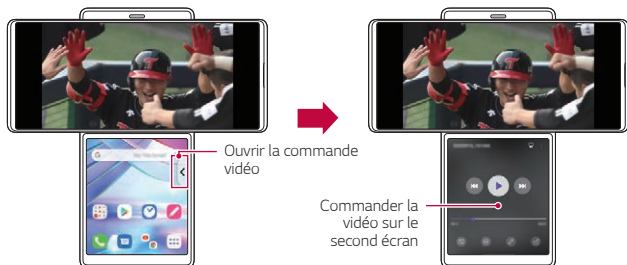 Ouvrir la commande
vidéo
Commander la
vidéo sur le
second écran